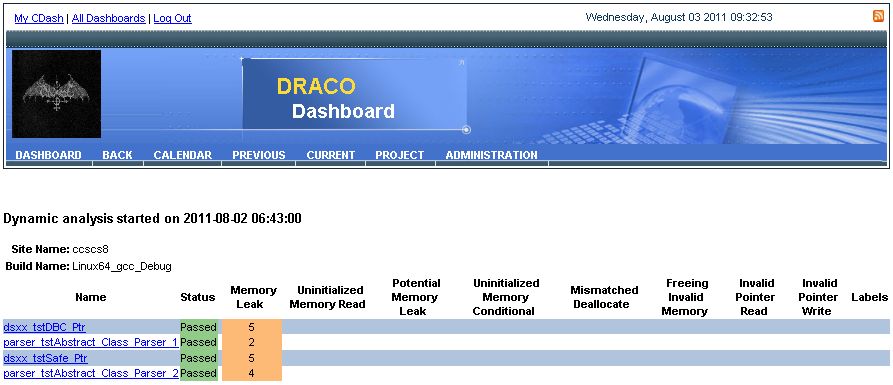 My CDash | All Dashboards | Log Out
Wednesday, August 03 2011 09:32:53
DRACO
Dashboard
DASHBOARD BACK CALENDAR PREVIOUS CURRENT PROJECT ADMINISTRATION
Dynamic analysis started on 2011-08-02 06:43:00
Site Name: ccscs8
Build Name: Linux64_gcc_Debug
Name Status Memory Leak Uninitialized Memory Read Potential Memory Leak Uninitialized Memory Conditional Mismatched Deallocate Freeing Invalid Memory Invalid Pointer Read Invalid Pointer Write Labels
dsxx_tstDBC_Ptr Passed 5
parser_tstAbstract_Class_Parser_1 Passed 2
dsxx_tstSafe_Ptr Passed 5
parser_tstAbstract_Class_Parser_2 Passed 4